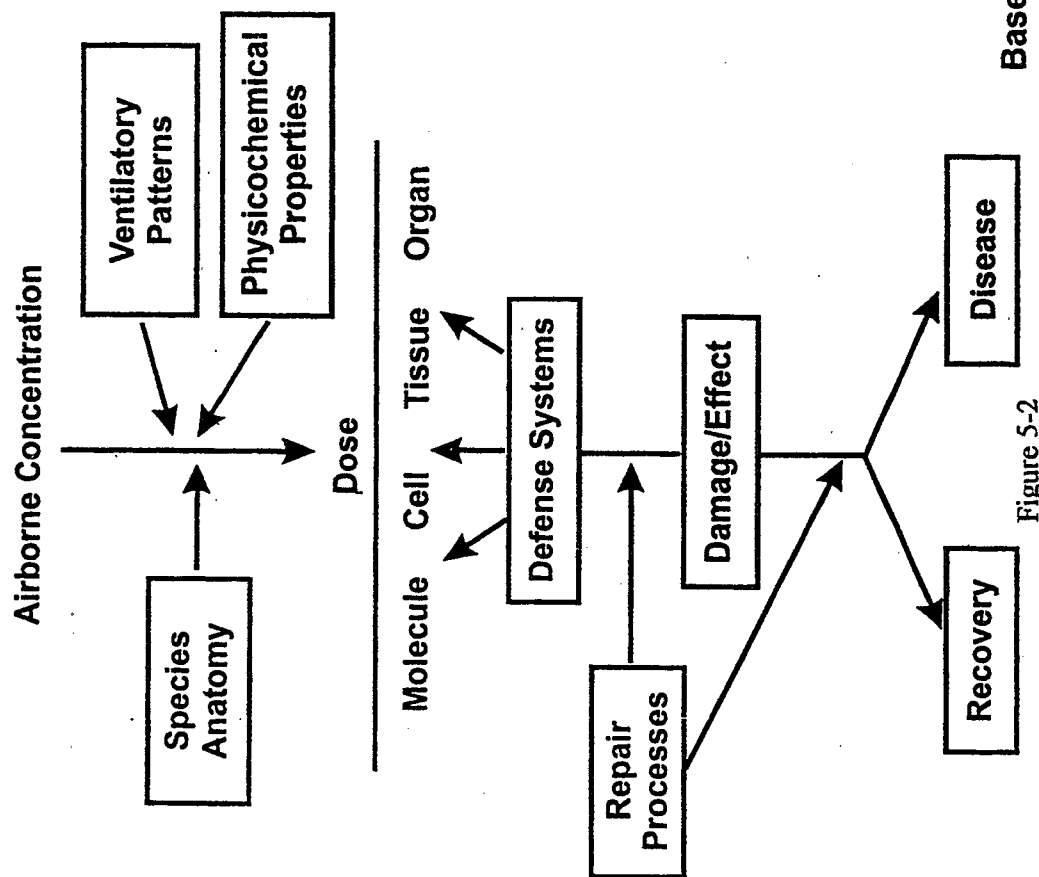 Airborne Concentration
Species
Anatomy
Ventilatory
Patterns
Physicochemical
Properties
Dose
Molecule Cell Tissue Organ
Defense Systems
Repair
Processes
Damage/Effect
Recovery
Disease
Figure 5-2
Base